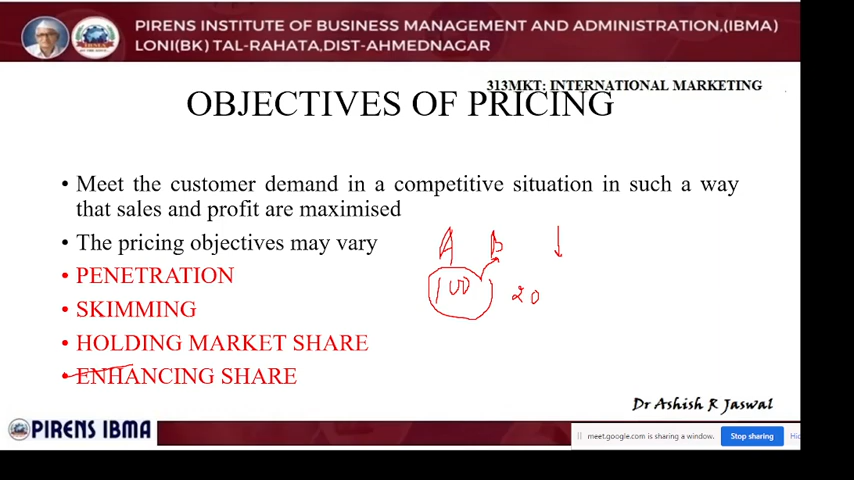 PIRENS INSTITUTE OF BUSINESS MANAGEMENT AND ADMINISTRATION,(IBMA)
LONI(BK) TAL-RAHATA,DIST-AHMEDNAGAR
313MKT: INTERNATIONAL MARKETING
OBJECTIVES OF PRICING
• Meet the customer demand in a competitive situation in such a way
that sales and profit are maximised
• The pricing objectives may vary
A B
• PENETRATION
100 20
• SKIMMING
• HOLDING MARKET SHARE
• ENHANCING SHARE
Dr Ashish R Jaswal
PIRENS IBMA
meet.google.com is sharing a window. Stop sharing Hid